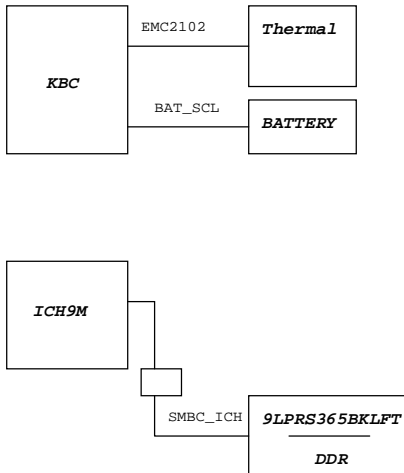 EMC2102
Thermal
KBC
BAT_SCL
BATTERY
ICH9M
SMBC_ICH
9LPRS365BKLFT
DDR